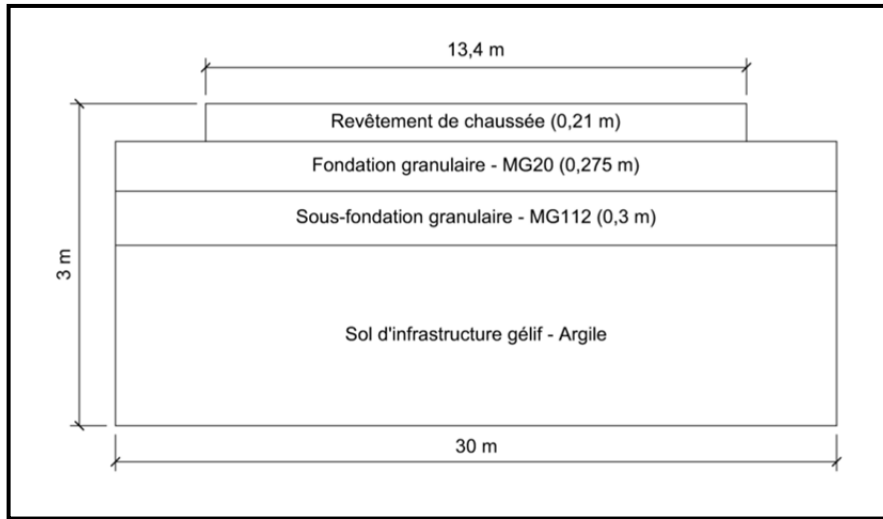 13,4 m
Revêtement de chaussée (0,21 m)
Fondation granulaire - MG20 (0,275 m)
Sous-fondation granulaire - MG112 (0,3 m)
3 m
Sol d'infrastructure gélif - Argile
30 m